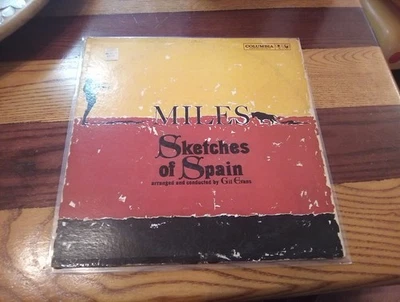 COLUMBIA
MILES
Sketches
of Spain
arranged and conducted by Gil Evans